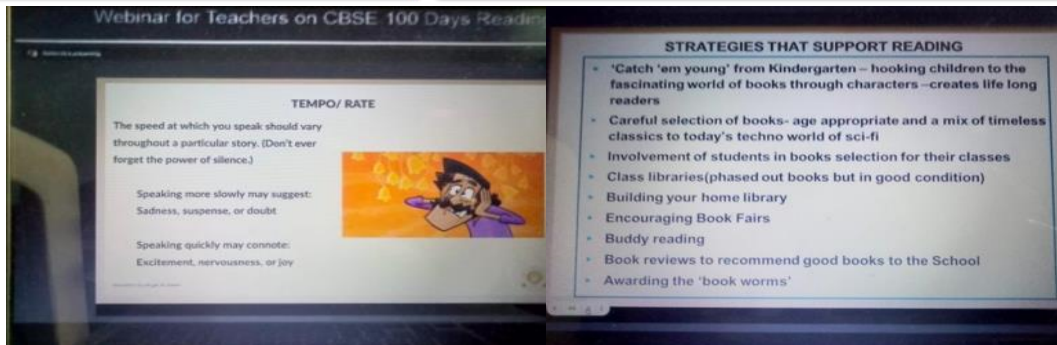 Webinar for Teachers on CBSE 100 Days Readin
TEMPO/ RATE
The speed at which you speak should vary
throughout a particular story. (Don't ever
forget the power of silence.)
Speaking more slowly may suggest:
Sadness, suspense, or doubt
Speaking quickly may connote:
Excitement, nervousness, or joy
STRATEGIES THAT SUPPORT READING
• 'Catch 'em young' from Kindergarten – hooking children to the
fascinating world of books through characters –creates life long
readers
• Careful selection of books- age appropriate and a mix of timeless
classics to today's techno world of sci-fi
• Involvement of students in books selection for their classes
• Class libraries(phased out books but in good condition)
• Building your home library
• Encouraging Book Fairs
• Buddy reading
• Book reviews to recommend good books to the School
• Awarding the 'book worms'